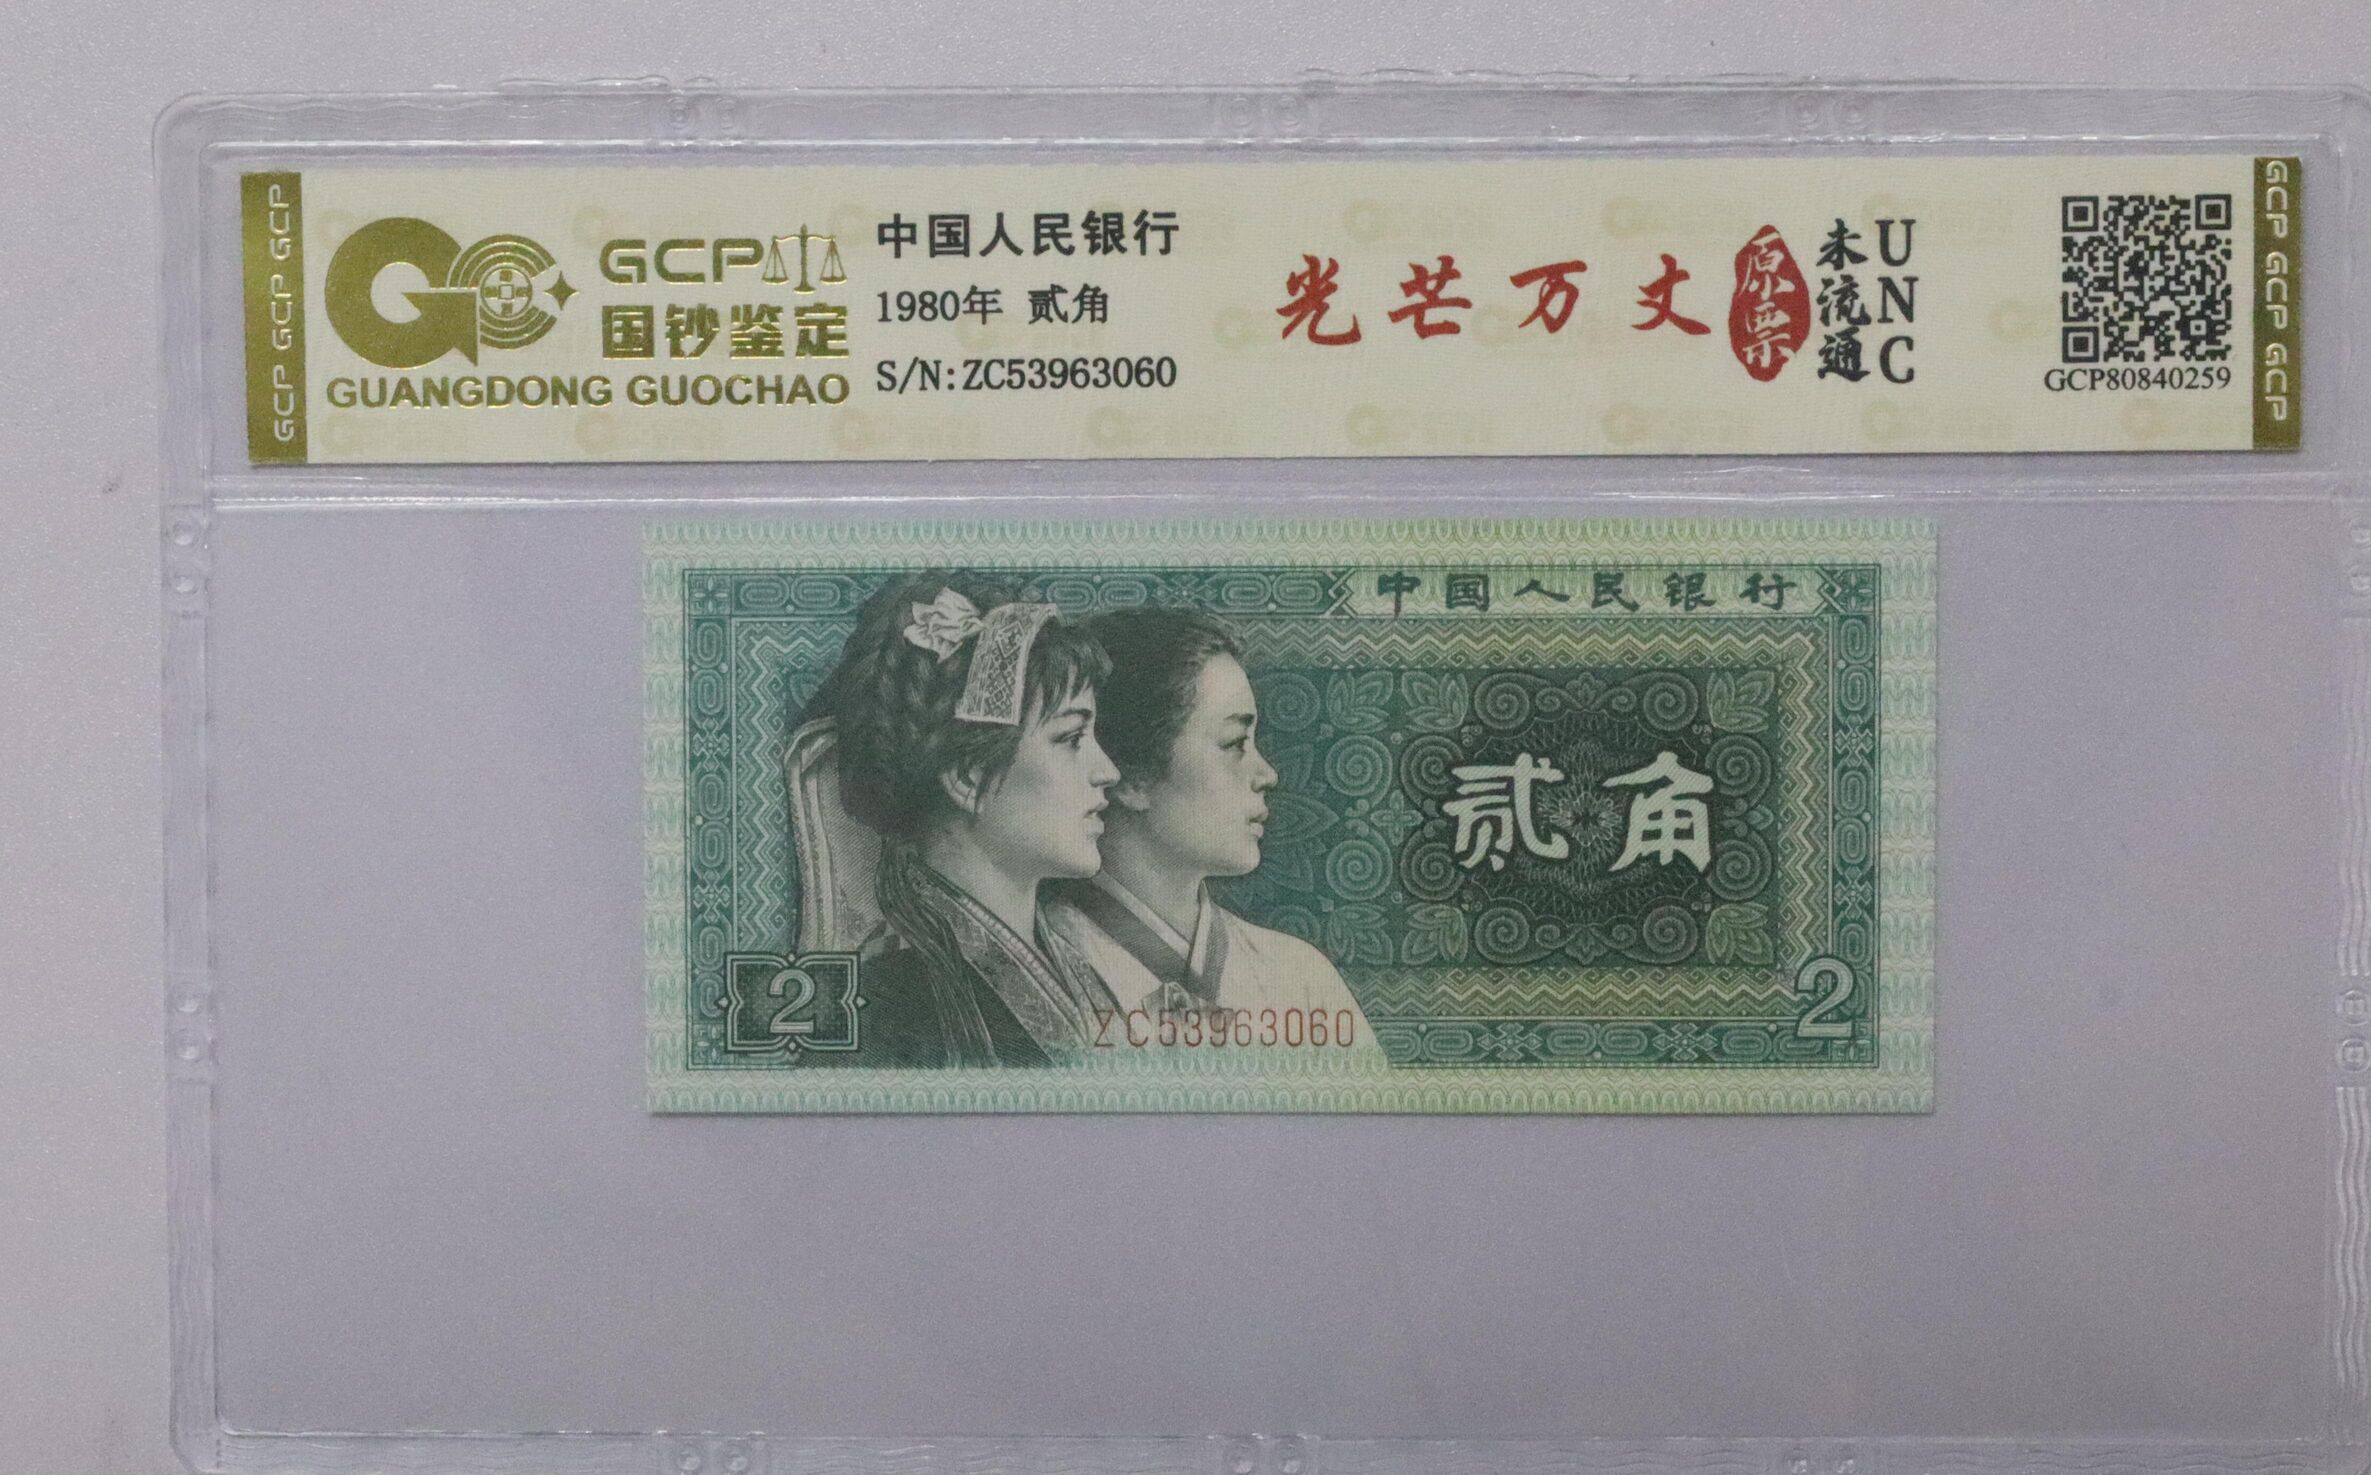 GCP GCP GCP
GCP
国钞鉴定
GUANGDONG GUOCHAO
中国人民银行
1980年 贰角
S/N:ZC53963060
光芒万丈
原票
未流通
UNC
GCP80840259
GCP GCP GCP
中国人民银行
贰角
2
ZC53963060
2